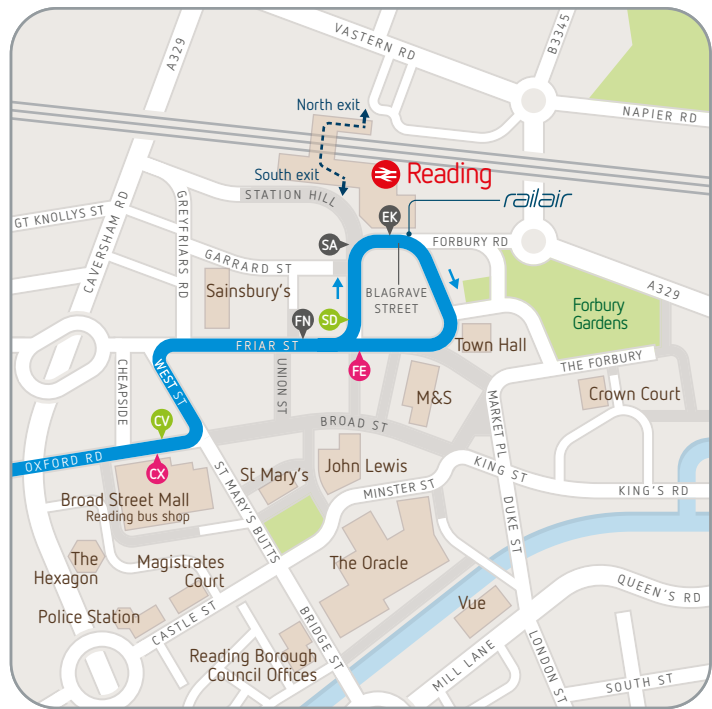 VASTERN RD
B3345
A329
NAPIER RD
North exit
South exit
Reading
STATION HILL
railair
EK
GT KNOLLYS ST
CAVERSHAM RD
GREYFRIARS RD
SA
FORBURY RD
GARRARD ST
Sainsbury's
BLAGRAVE
STREET
A329
Forbury
Gardens
FN
SD
FRIAR ST
Town Hall
THE FORBURY
FE
WEST ST
CHEAPSIDE
UNION ST
M&S
Crown Court
MARKET PL
CV
BROAD ST
OXFORD RD
CX
ST MARY'S BUTTS
St Mary's
John Lewis
KING ST
MINSTER ST
KING'S RD
Broad Street Mall
Reading bus shop
DUKE ST
The
Hexagon
Magistrates
Court
The Oracle
QUEEN'S RD
Police Station
CASTLE ST
Vue
BRIDGE ST
Reading Borough
Council Offices
MILL LANE
LONDON ST
SOUTH ST